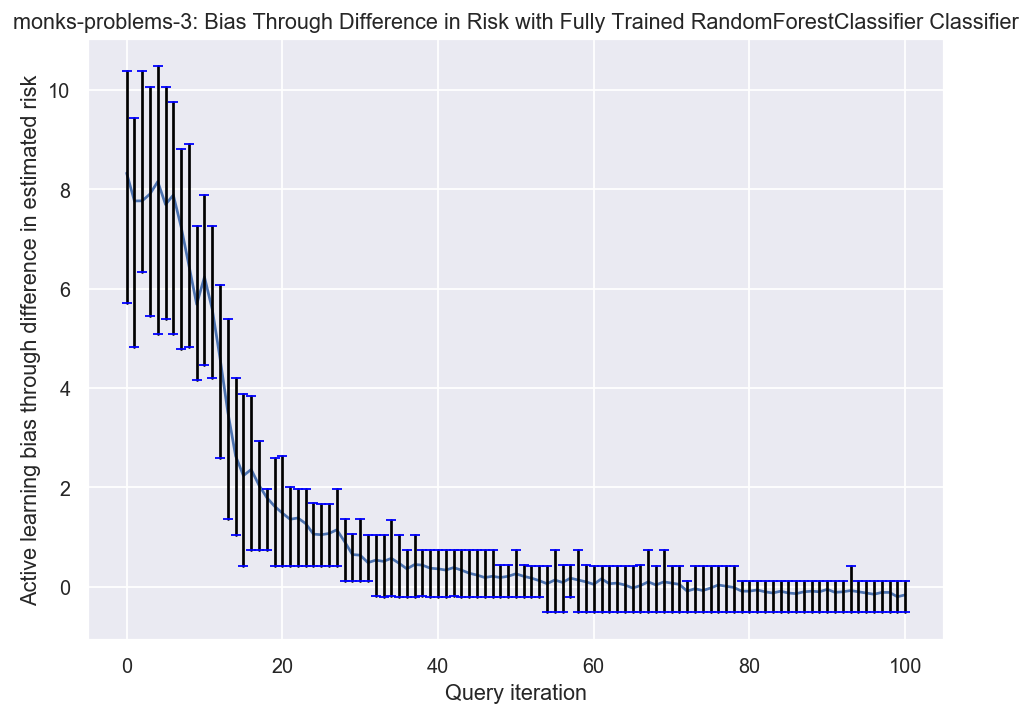 monks-problems-3: Bias Through Difference in Risk with Fully Trained RandomForestClassifier Classifier
Active learning bias through difference in estimated risk
10
8
6
4
2
0
0 20 40 60 80 100
Query iteration